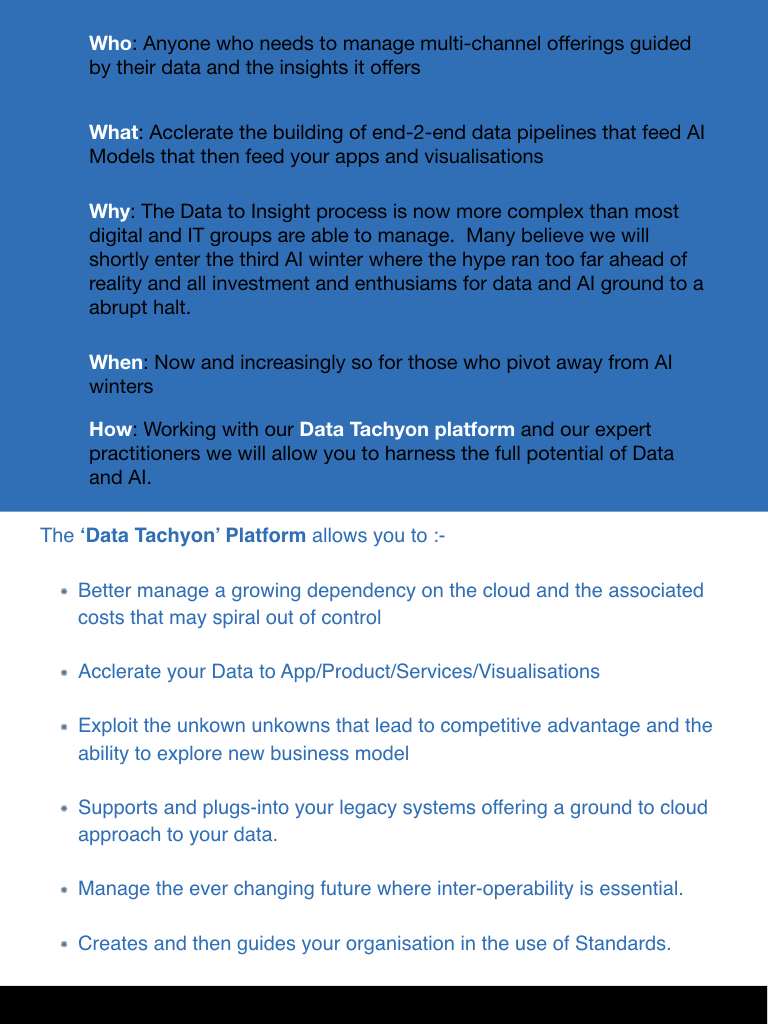 Who: Anyone who needs to manage multi-channel offerings guided
by their data and the insights it offers
What: Acclerate the building of end-2-end data pipelines that feed AI
Models that then feed your apps and visualisations
Why: The Data to Insight process is now more complex than most
digital and IT groups are able to manage.  Many believe we will
shortly enter the third AI winter where the hype ran too far ahead of
reality and all investment and enthusiams for data and AI ground to a
abrupt halt.
When: Now and increasingly so for those who pivot away from AI
winters
How: Working with our Data Tachyon platform and our expert
practitioners we will allow you to harness the full potential of Data
and AI.
The ‘Data Tachyon’ Platform allows you to :-
• Better manage a growing dependency on the cloud and the associated
costs that may spiral out of control
• Acclerate your Data to App/Product/Services/Visualisations
• Exploit the unkown unkowns that lead to competitive advantage and the
ability to explore new business model
• Supports and plugs-into your legacy systems offering a ground to cloud
approach to your data.
• Manage the ever changing future where inter-operability is essential.
• Creates and then guides your organisation in the use of Standards.